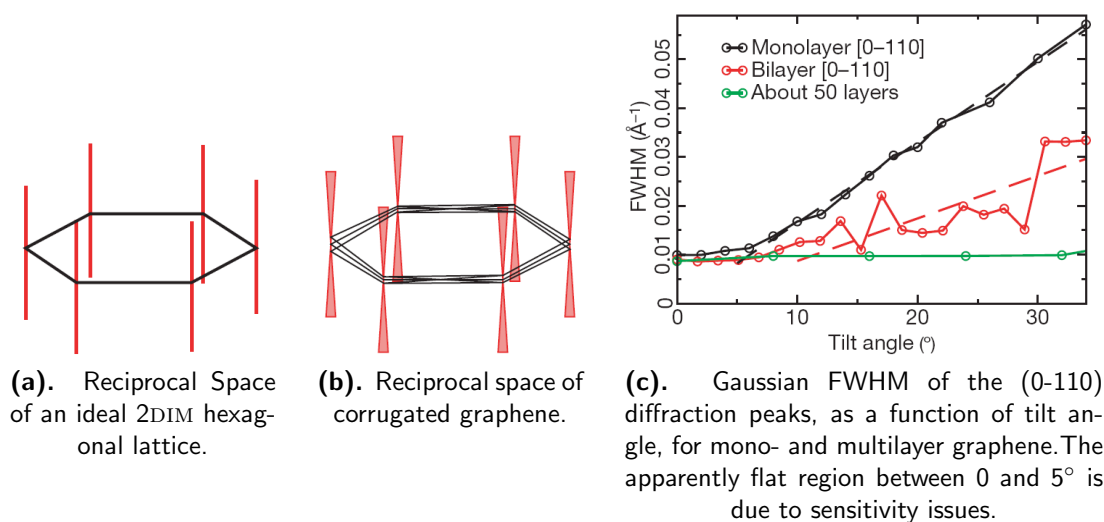 Monolayer [0–110]
Bilayer [0–110]
About 50 layers
FWHM (Å⁻¹)
0.05
0.04
0.03
0.02
0.01
0
0
10
20
30
Tilt angle (°)
(a). Reciprocal Space
of an ideal 2DIM hexag-
onal lattice.
(b). Reciprocal space of
corrugated graphene.
(c). Gaussian FWHM of the (0-110)
diffraction peaks, as a function of tilt an-
gle, for mono- and multilayer graphene.The
apparently flat region between 0 and 5° is
due to sensitivity issues.